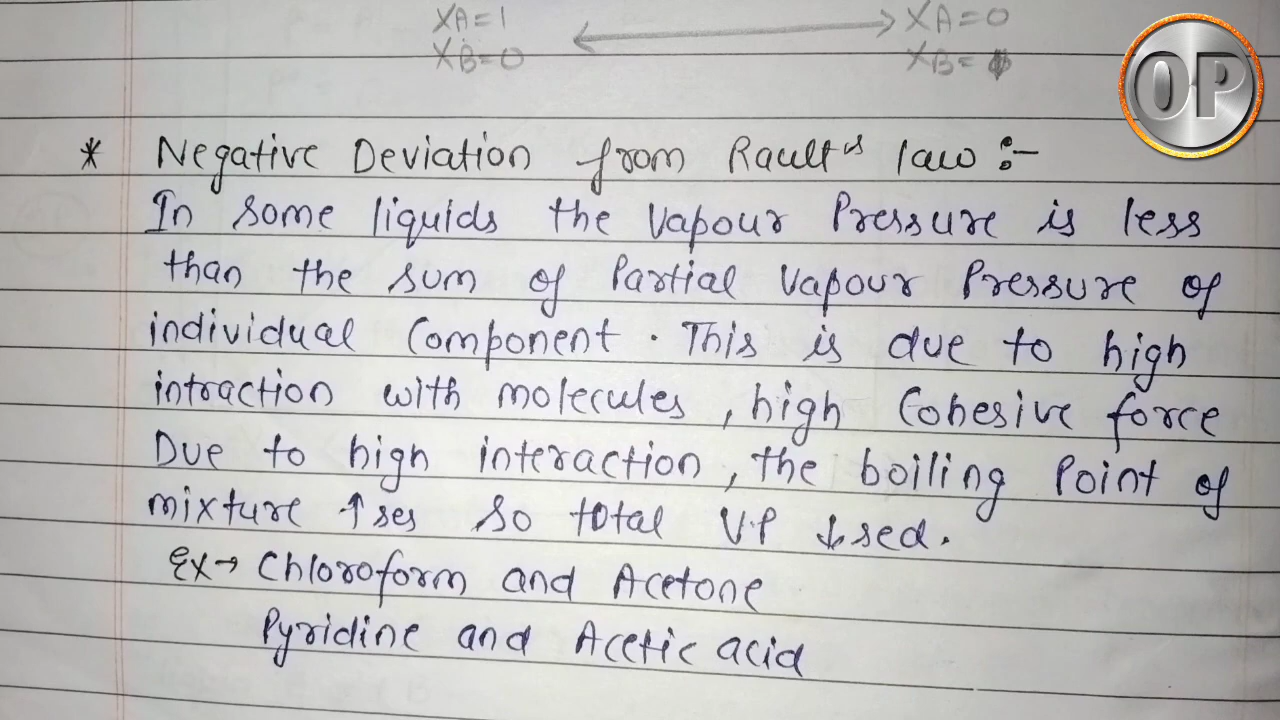 XA=1 XA=0
XB=0 XB=
OP
* Negative Deviation from Rault's law :-
In some liquids the vapour Pressure is less
than the sum of Partial vapour Pressure of
individual Component. This is due to high
intraction with molecules, high Cohesive force
Due to high interaction, the boiling Point of
mixture ↑ses so total V.P ↓sed.
Ex→ Chloroform and Acetone
Pyridine and Acetic acid